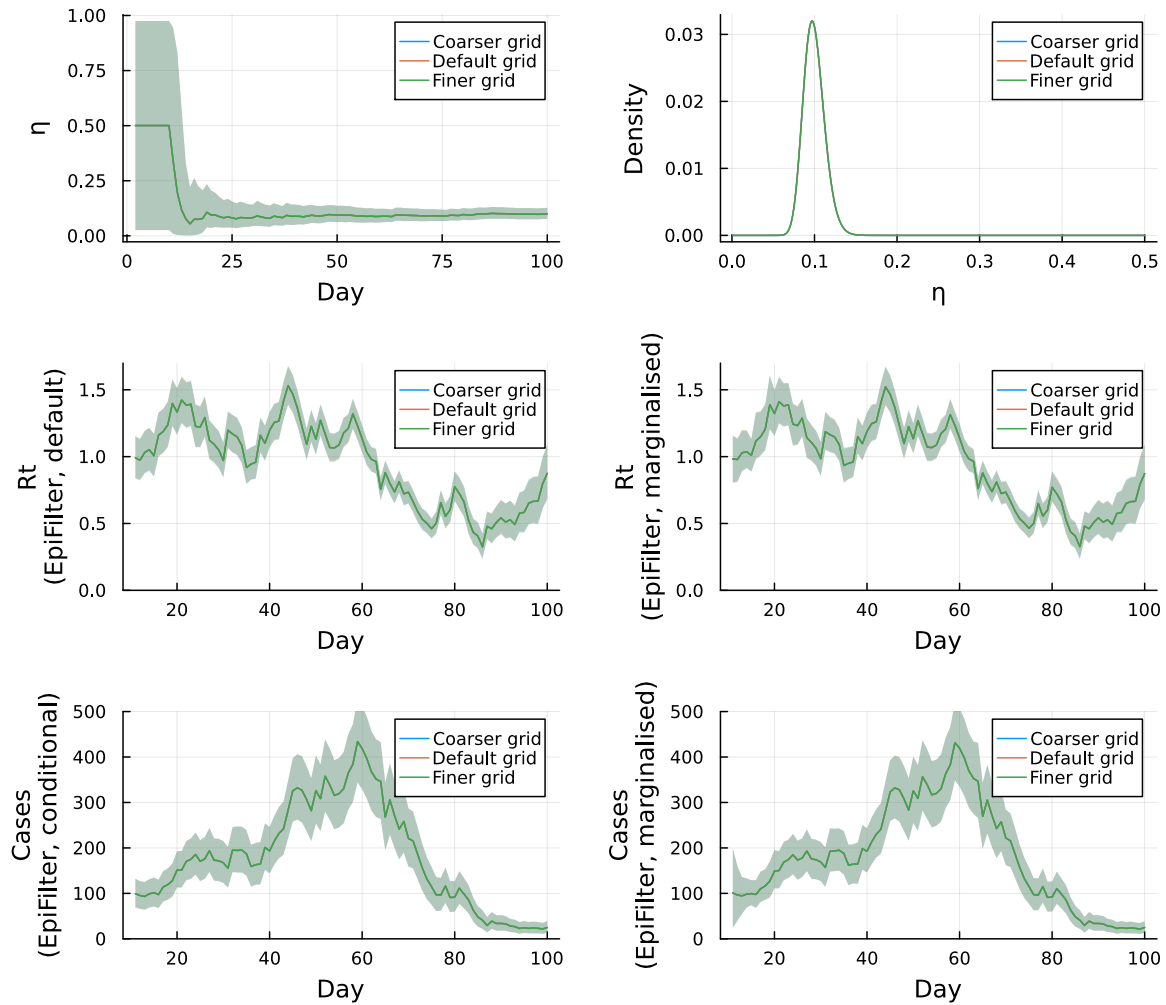 1.00
0.75
0.50
0.25
0.00
η
0
25
50
75
100
Day
Coarser grid
Default grid
Finer grid
0.03
0.02
0.01
0.00
Density
0.0
0.1
0.2
0.3
0.4
0.5
η
Coarser grid
Default grid
Finer grid
1.5
1.0
0.5
0.0
Rt
(EpiFilter, default)
20
40
60
80
100
Day
Coarser grid
Default grid
Finer grid
1.5
1.0
0.5
0.0
Rt
(EpiFilter, marginalised)
20
40
60
80
100
Day
Coarser grid
Default grid
Finer grid
500
400
300
200
100
0
Cases
(EpiFilter, conditional)
20
40
60
80
100
Day
Coarser grid
Default grid
Finer grid
500
400
300
200
100
0
Cases
(EpiFilter, marginalised)
20
40
60
80
100
Day
Coarser grid
Default grid
Finer grid